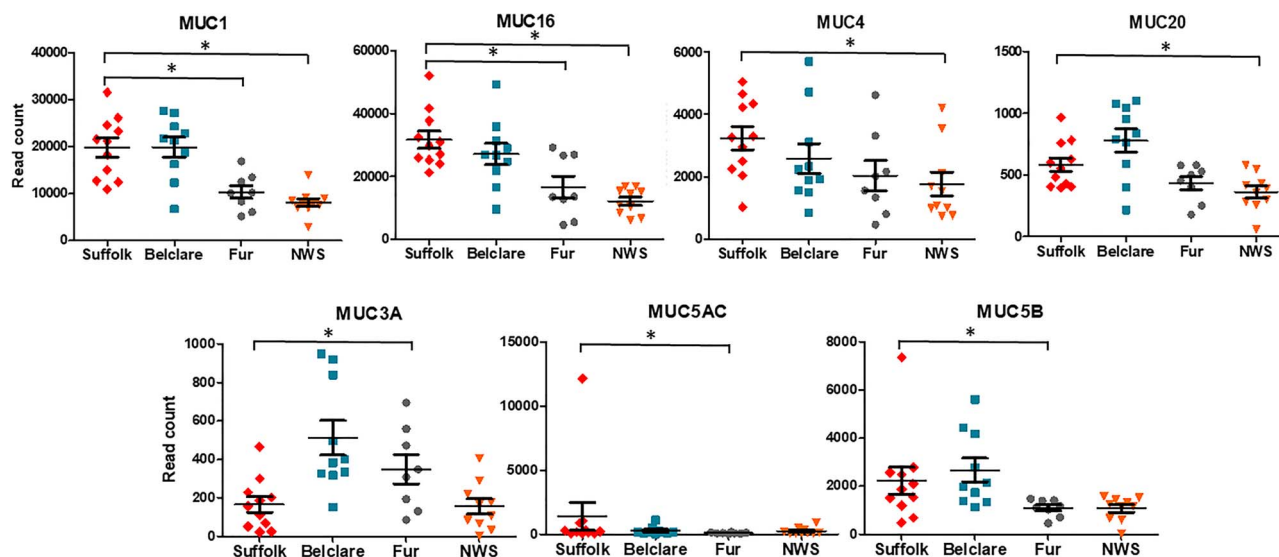 MUC1
MUC16
MUC4
MUC20
Read count
40000
30000
20000
10000
0
*
*
Suffolk Belclare Fur NWS
60000
40000
20000
0
*
*
Suffolk Belclare Fur NWS
6000
4000
2000
0
*
Suffolk Belclare Fur NWS
1500
1000
500
0
*
Suffolk Belclare Fur NWS
MUC3A
MUC5AC
MUC5B
Read count
1000
800
600
400
200
0
*
Suffolk Belclare Fur NWS
15000
10000
5000
0
*
Suffolk Belclare Fur NWS
8000
6000
4000
2000
0
*
Suffolk Belclare Fur NWS